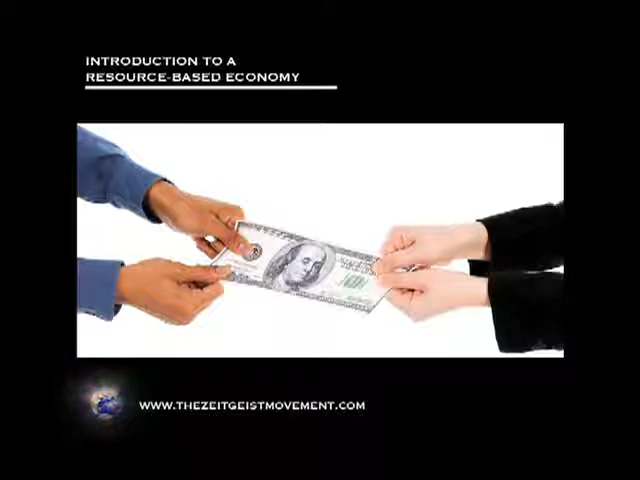 INTRODUCTION TO A
RESOURCE-BASED ECONOMY
WWW.THEZEITGEISTMOVEMENT.COM